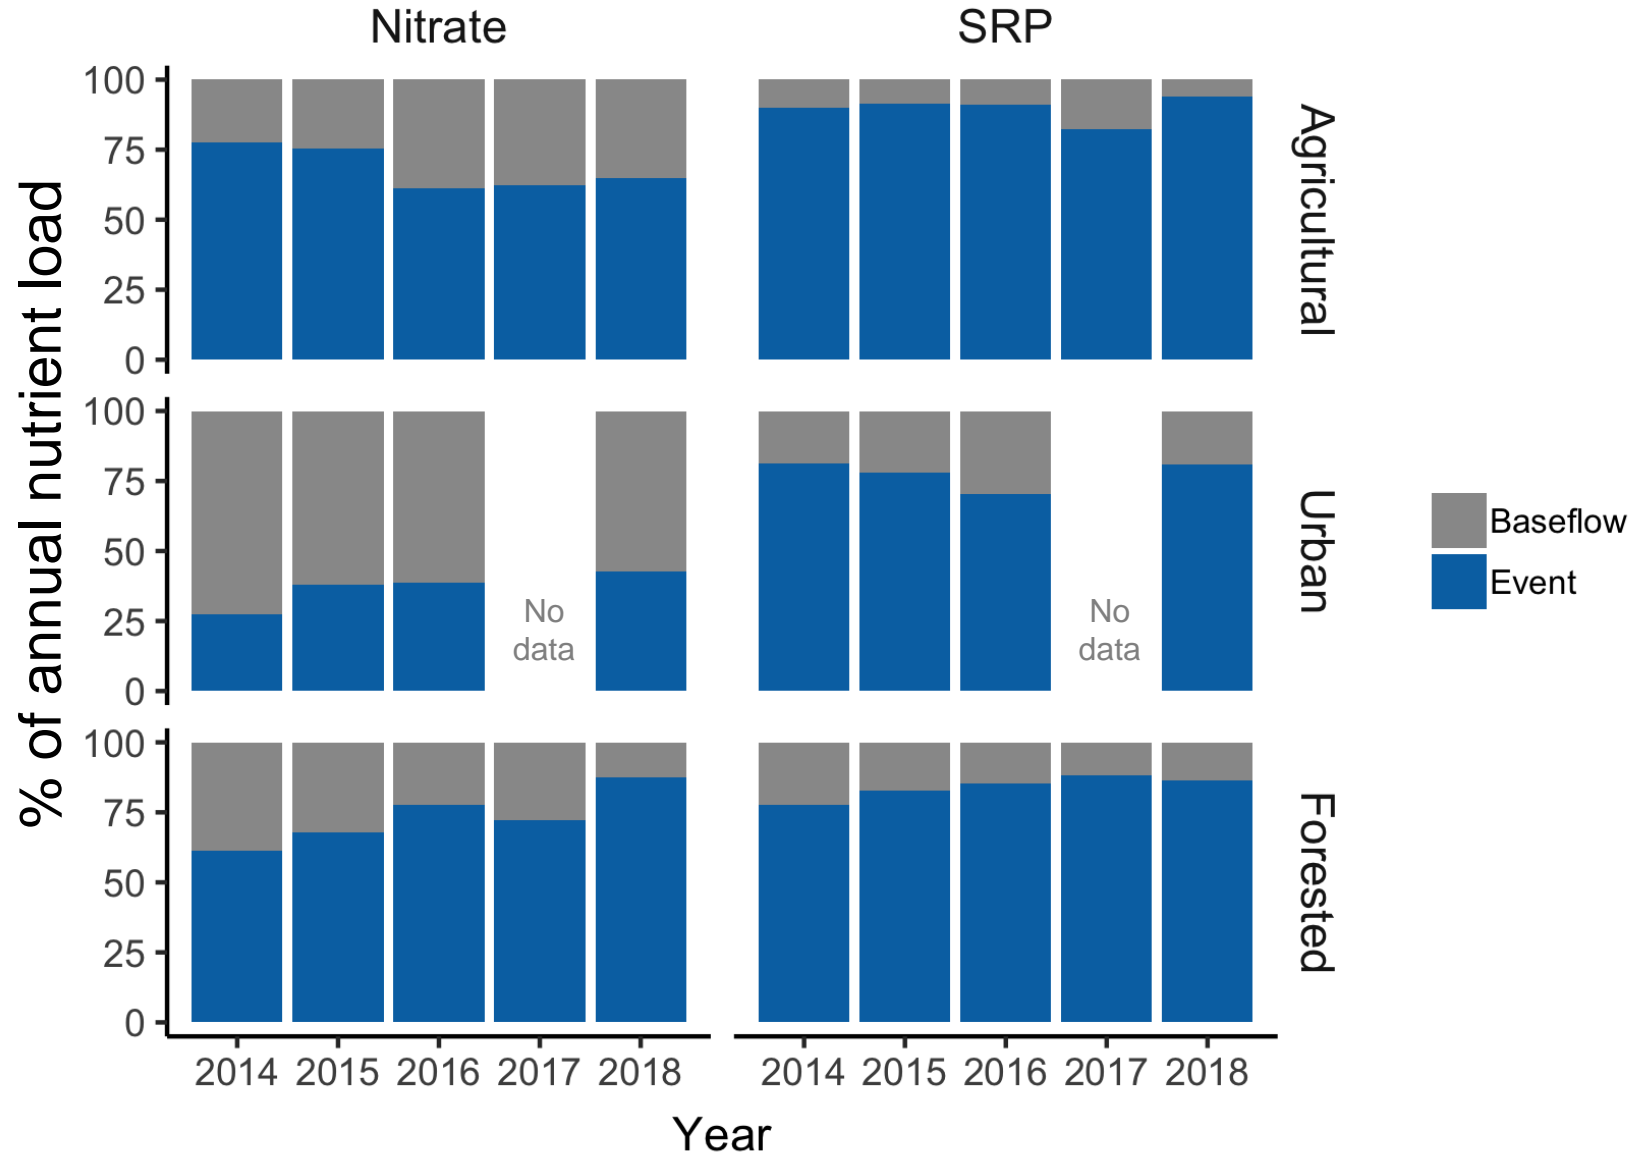 Nitrate
SRP
% of annual nutrient load
100
75
50
25
0
Agricultural
100
75
50
25
0
No
data
No
data
Urban
Baseflow
Event
100
75
50
25
0
Forested
2014 2015 2016 2017 2018
2014 2015 2016 2017 2018
Year